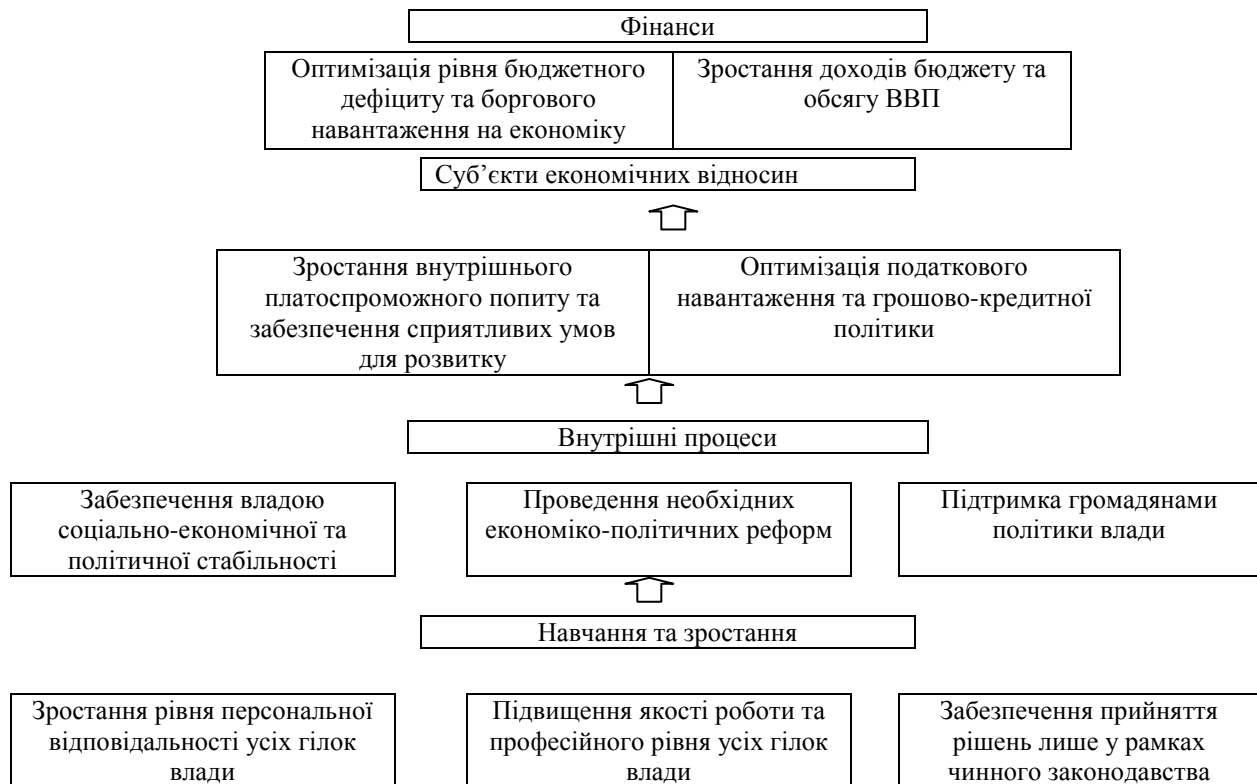 Фінанси
Оптимізація рівня бюджетного
дефіциту та боргового
навантаження на економіку
Зростання доходів бюджету та
обсягу ВВП
Суб’єкти економічних відносин
Зростання внутрішнього
платоспроможного попиту та
забезпечення сприятливих умов
для розвитку
Оптимізація податкового
навантаження та грошово-кредитної
політики
Внутрішні процеси
Забезпечення владою
соціально-економічної та
політичної стабільності
Проведення необхідних
економіко-політичних реформ
Підтримка громадянами
політики влади
Навчання та зростання
Зростання рівня персональної
відповідальності усіх гілок
влади
Підвищення якості роботи та
професійного рівня усіх гілок
влади
Забезпечення прийняття
рішень лише у рамках
чинного законодавства